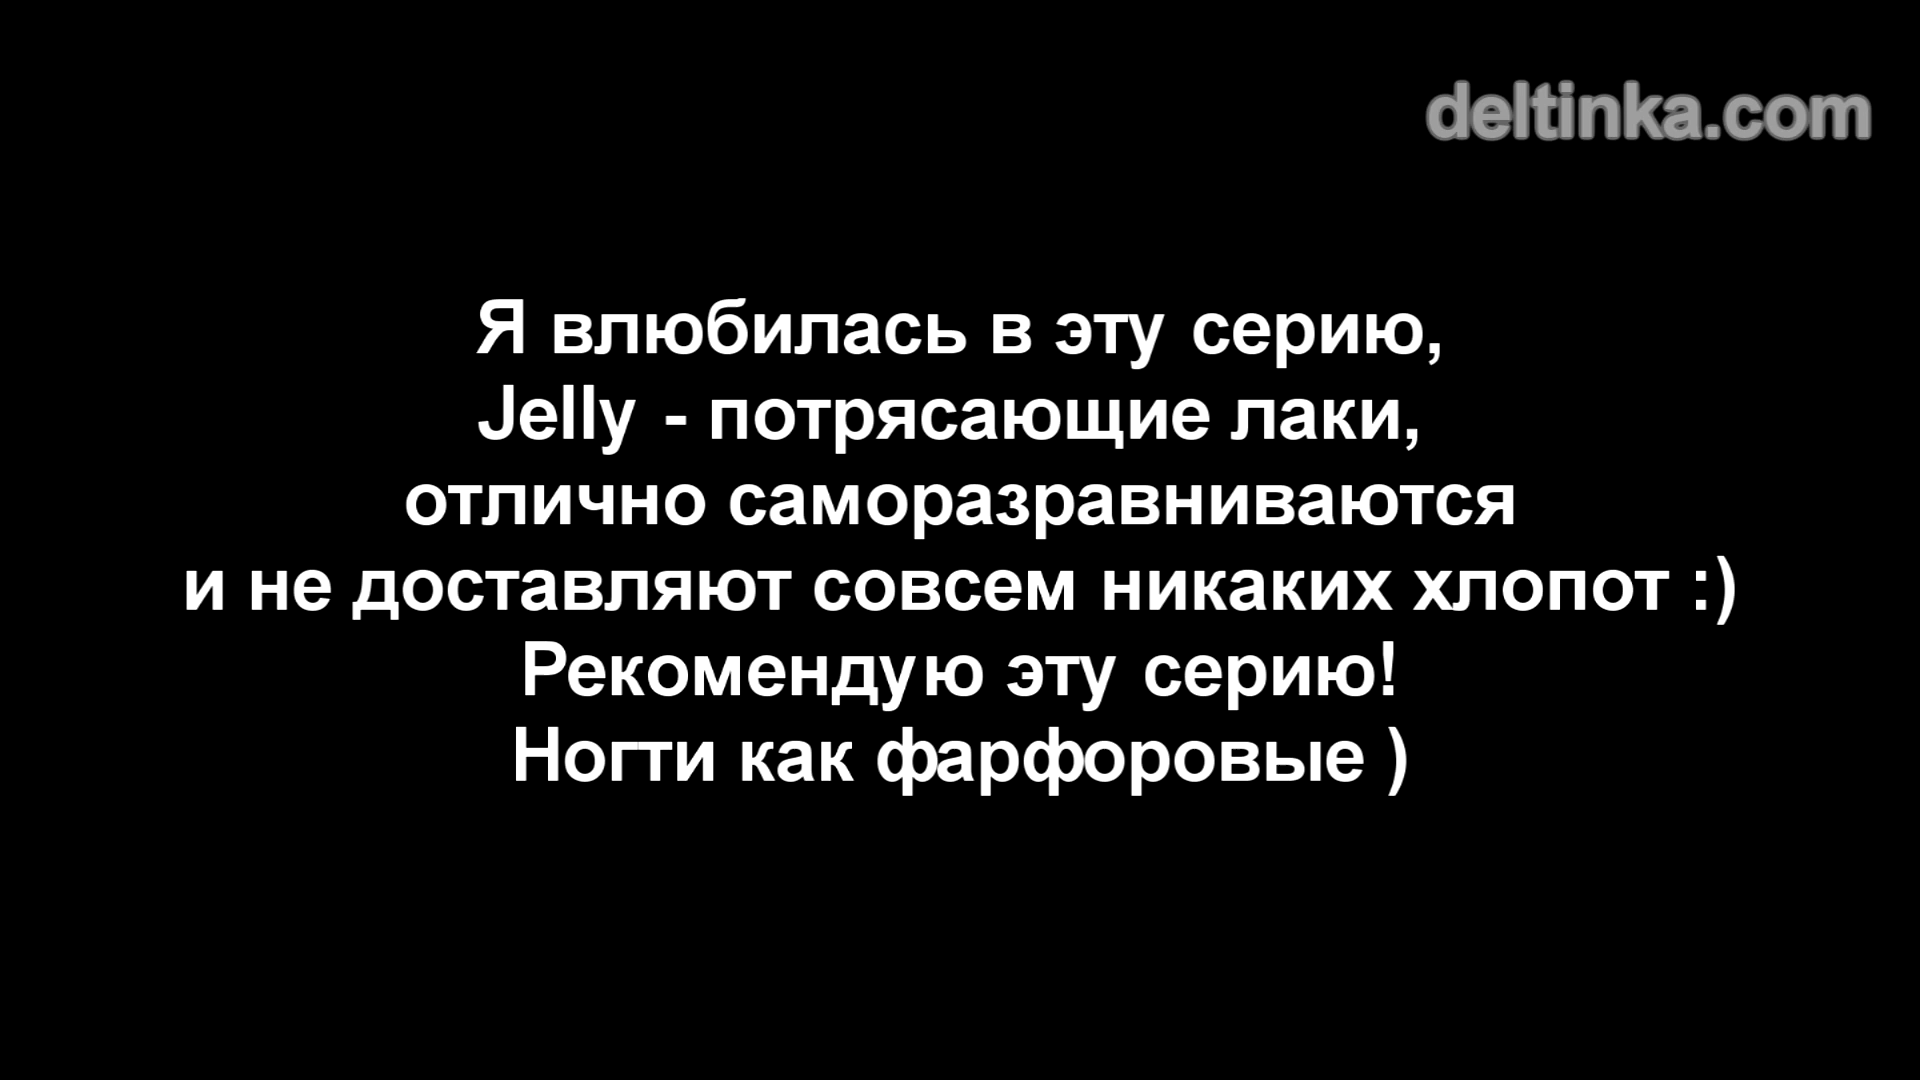 deltinka.com
Я влюбилась в эту серию,
Jelly - потрясающие лаки,
отлично саморазравниваются
и не доставляют совсем никаких хлопот :)
Рекомендую эту серию!
Ногти как фарфоровые )